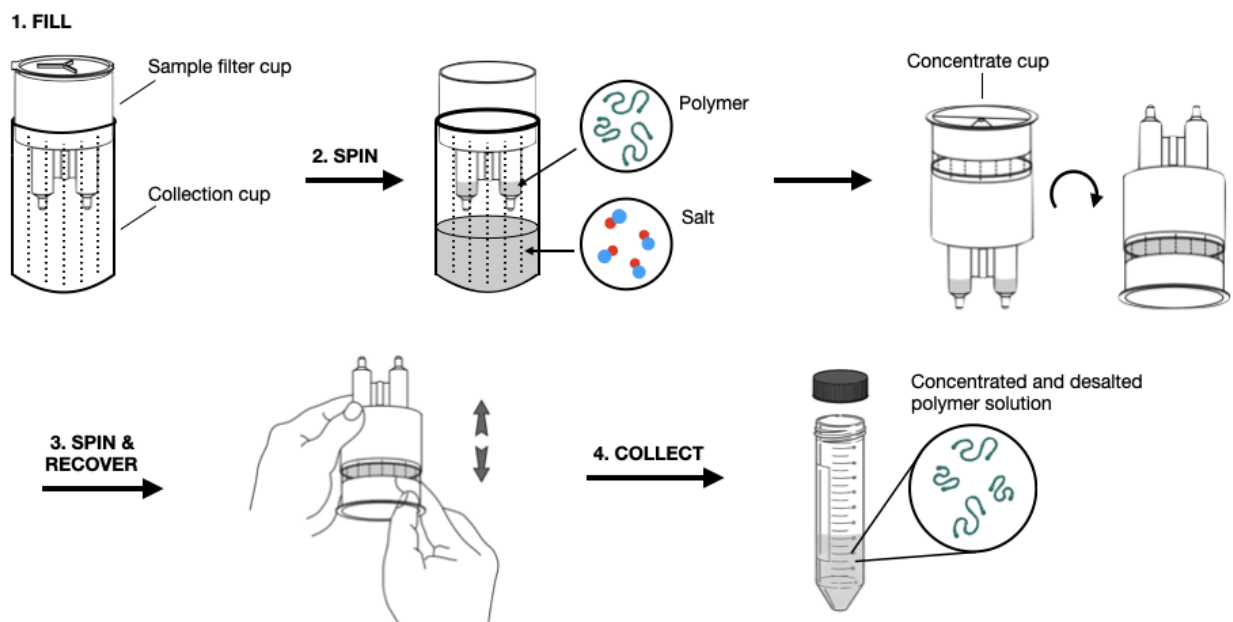 1. FILL
Sample filter cup
Collection cup
2. SPIN
Polymer
Salt
Concentrate cup
3. SPIN &
RECOVER
4. COLLECT
Concentrated and desalted
polymer solution